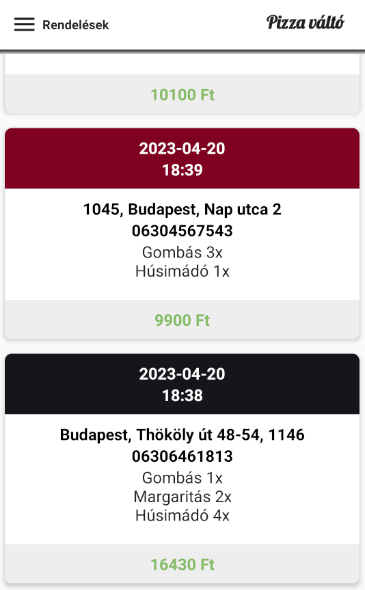 Rendelések
Pizza váltó
10100 Ft
2023-04-20
18:39
1045, Budapest, Nap utca 2
06304567543
Gombás 3x
Húsimádó 1x
9900 Ft
2023-04-20
18:38
Budapest, Thököly út 48-54, 1146
06306461813
Gombás 1x
Margaritás 2x
Húsimádó 4x
16430 Ft